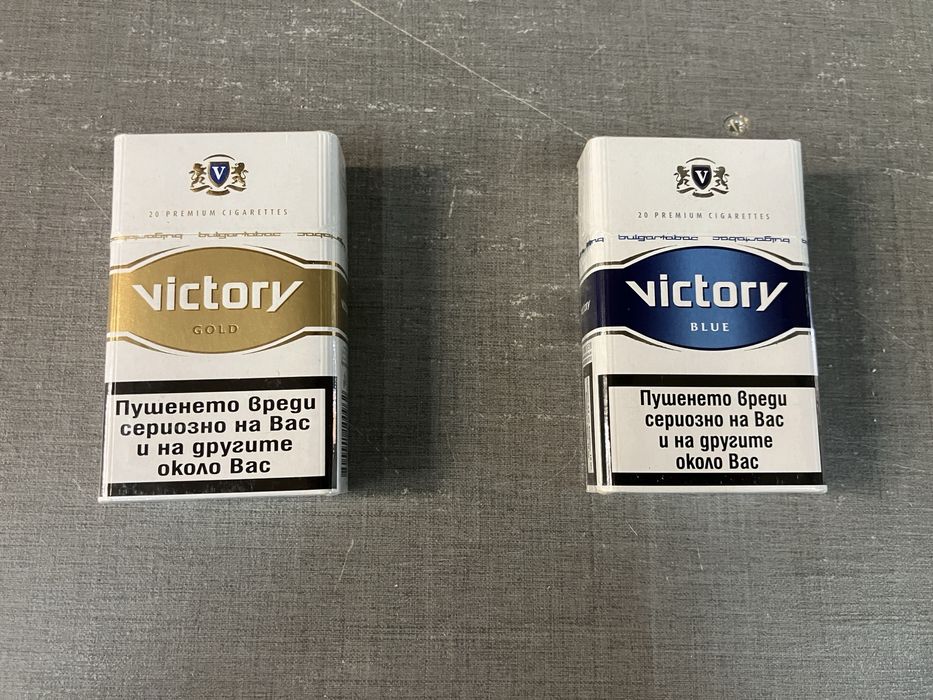 V
20 PREMIUM CIGARETTES
bulgartabac
victory
GOLD
Пушенето вреди
сериозно на Вас
и на другите
около Вас
V
20 PREMIUM CIGARETTES
bulgartabac
victory
BLUE
Пушенето вреди
сериозно на Вас
и на другите
около Вас